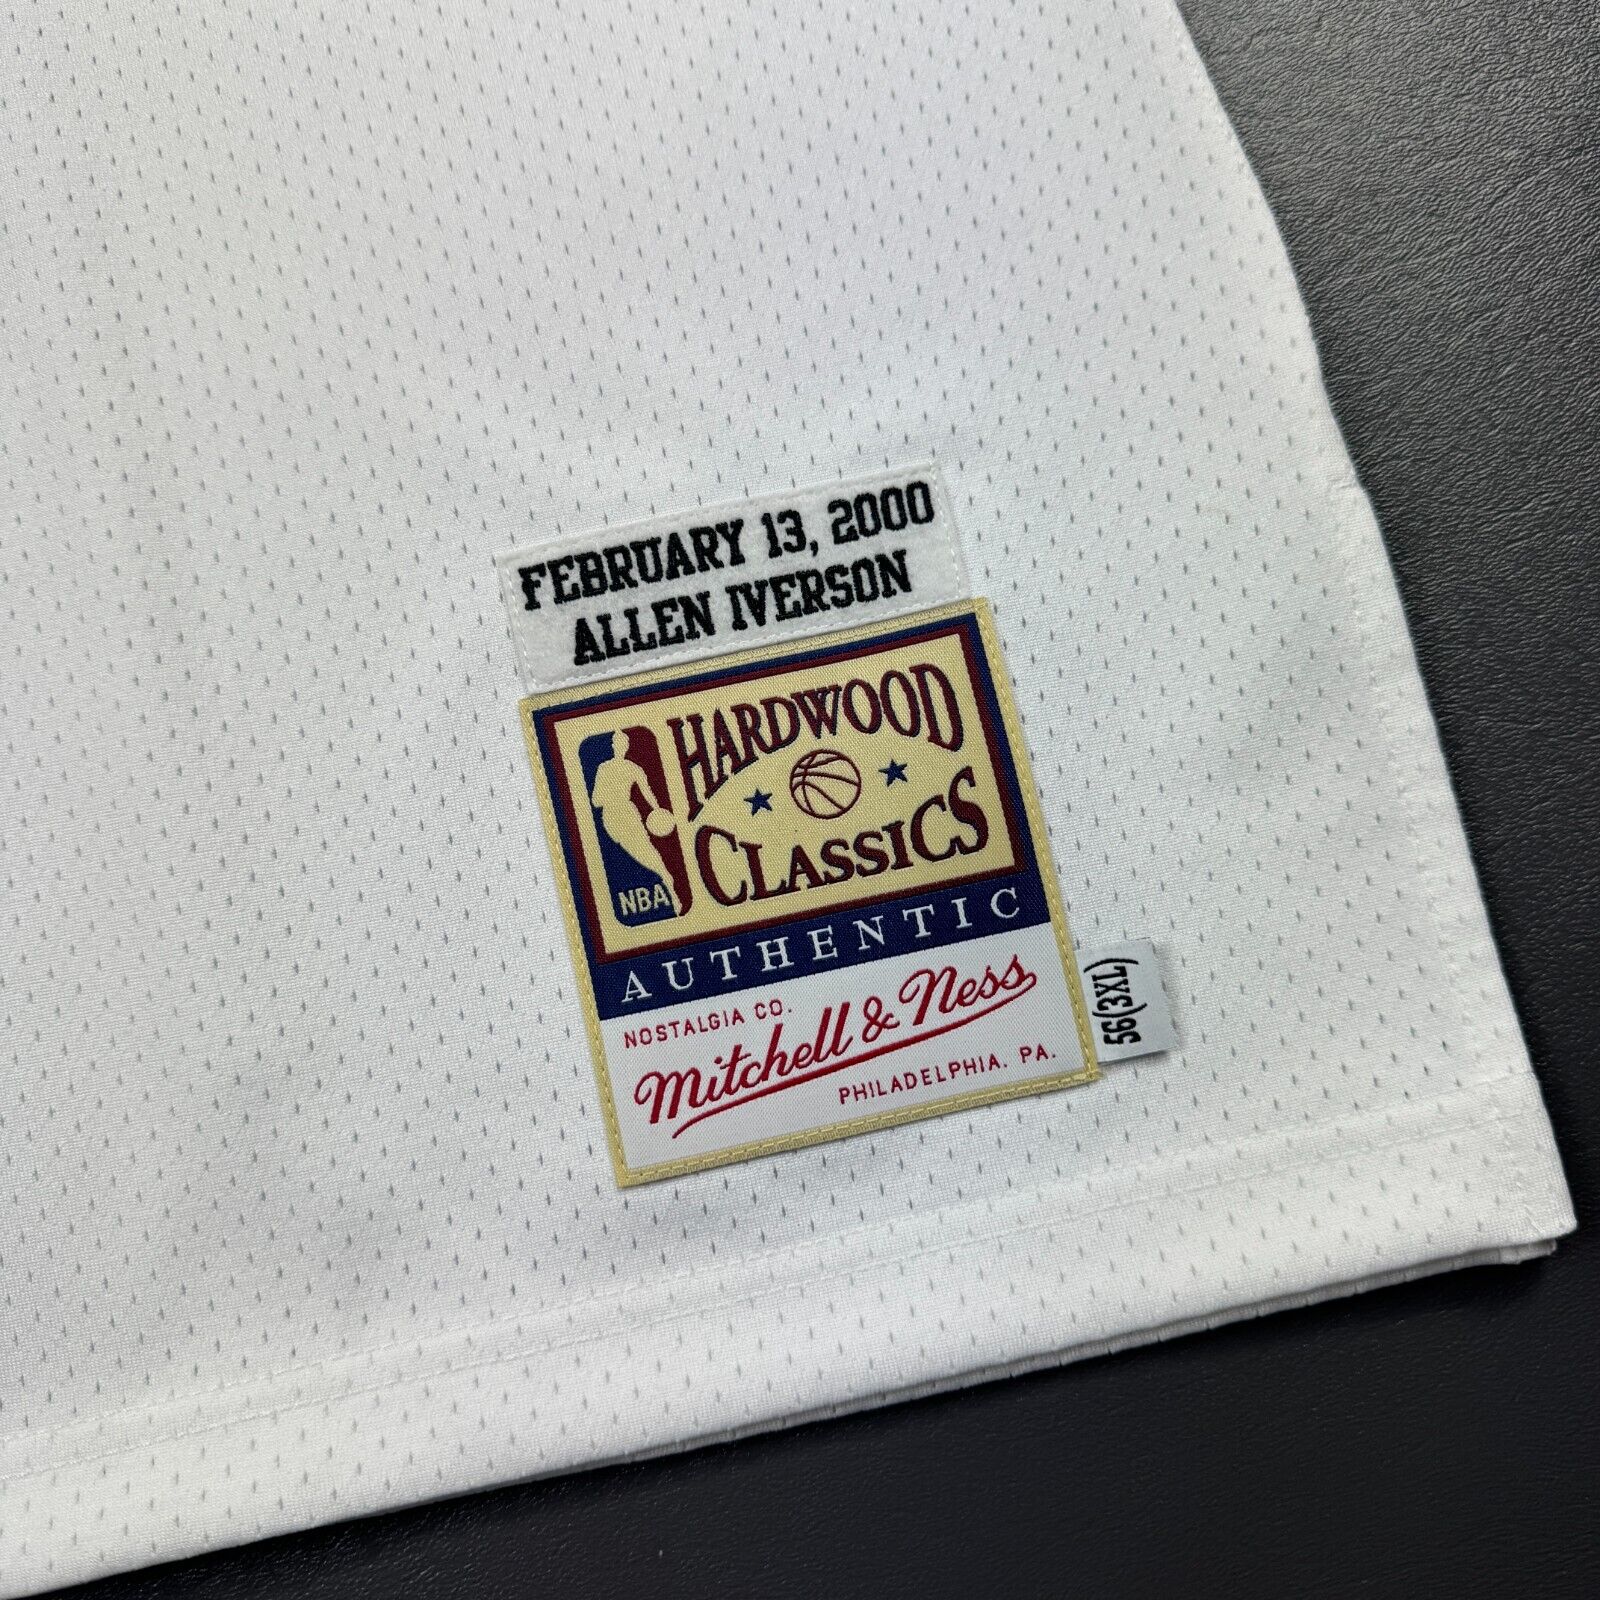 FEBRUARY 13, 2000
ALLEN IVERSON
HARDWOOD
CLASSICS
NBA
AUTHENTIC
NOSTALGIA CO.
Mitchell & Ness
PHILADELPHIA, PA.
56(3XL)